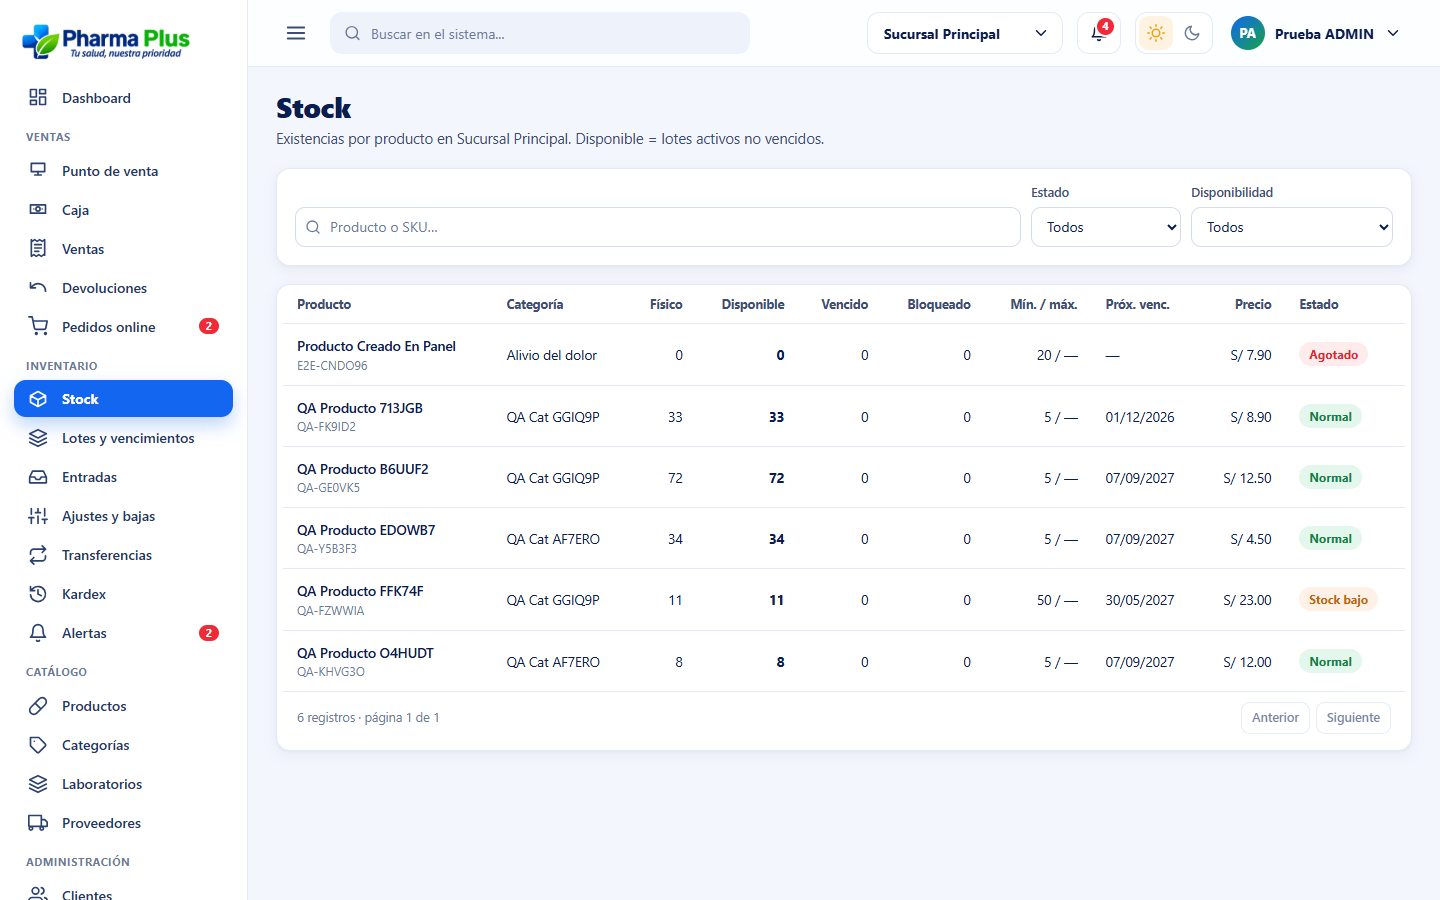 Pharma Plus
Tu salud, nuestra prioridad
Dashboard
VENTAS
Punto de venta
Caja
Ventas
Devoluciones
Pedidos online 2
INVENTARIO
Stock
Lotes y vencimientos
Entradas
Ajustes y bajas
Transferencias
Kardex
Alertas 2
CATÁLOGO
Productos
Categorías
Laboratorios
Proveedores
ADMINISTRACIÓN
Clientes
Buscar en el sistema...
Sucursal Principal
4
PA Prueba ADMIN
Stock
Existencias por producto en Sucursal Principal. Disponible = lotes activos no vencidos.
Estado Disponibilidad
Producto o SKU... Todos Todos
Producto Categoría Físico Disponible Vencido Bloqueado Mín. / máx. Próx. venc. Precio Estado
Producto Creado En Panel
E2E-CNDO96
Alivio del dolor 0 0 0 0 20 / — — S/ 7.90 Agotado
QA Producto 713JGB
QA-FK9ID2
QA Cat GGIQ9P 33 33 0 0 5 / — 01/12/2026 S/ 8.90 Normal
QA Producto B6UUF2
QA-GE0VK5
QA Cat GGIQ9P 72 72 0 0 5 / — 07/09/2027 S/ 12.50 Normal
QA Producto EDOWB7
QA-Y5B3F3
QA Cat AF7ERO 34 34 0 0 5 / — 07/09/2027 S/ 4.50 Normal
QA Producto FFK74F
QA-FZWWIA
QA Cat GGIQ9P 11 11 0 0 50 / — 30/05/2027 S/ 23.00 Stock bajo
QA Producto O4HUDT
QA-KHVG3O
QA Cat AF7ERO 8 8 0 0 5 / — 07/09/2027 S/ 12.00 Normal
6 registros · página 1 de 1
Anterior Siguiente